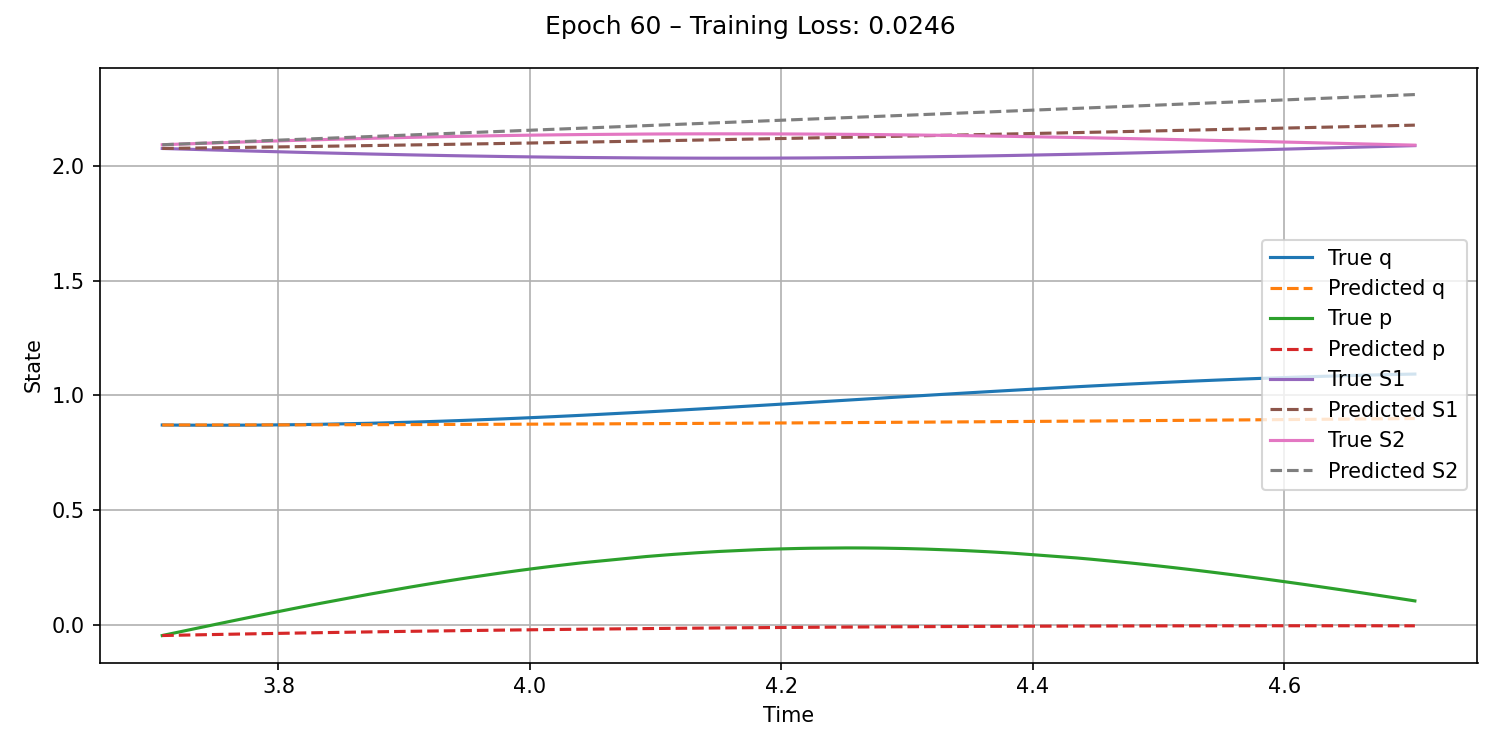 Epoch 60 – Training Loss: 0.0246
State
2.0
1.5
1.0
0.5
0.0
True q
Predicted q
True p
Predicted p
True S1
Predicted S1
True S2
Predicted S2
3.8 4.0 4.2 4.4 4.6
Time